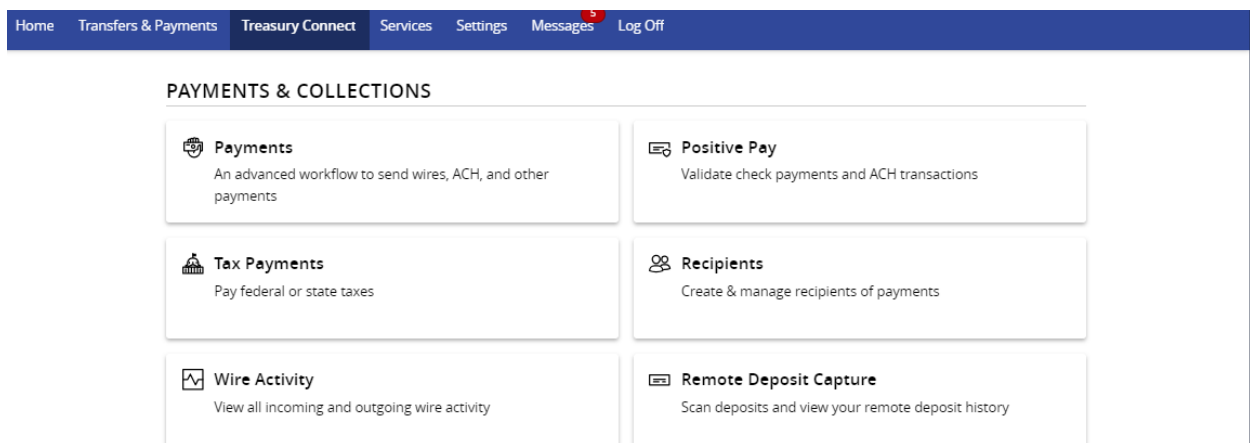 Home Transfers & Payments Treasury Connect Services Settings Messages 5 Log Off
PAYMENTS & COLLECTIONS
Payments
An advanced workflow to send wires, ACH, and other
payments
Positive Pay
Validate check payments and ACH transactions
Tax Payments
Pay federal or state taxes
Recipients
Create & manage recipients of payments
Wire Activity
View all incoming and outgoing wire activity
Remote Deposit Capture
Scan deposits and view your remote deposit history